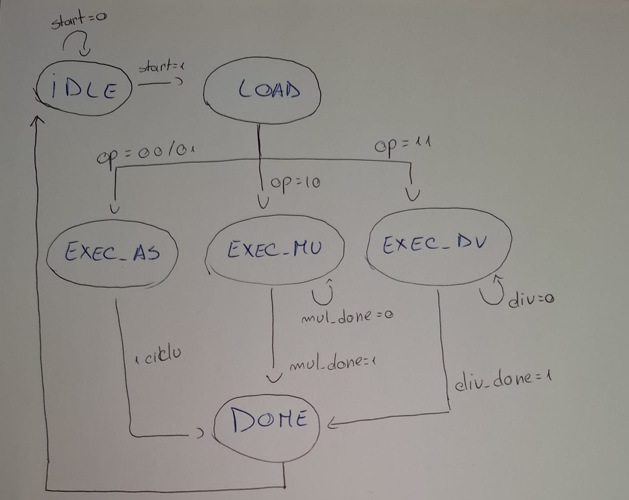 start=0
iDLE
start=1
LOAD
op=00/01
op=10
op=11
EXEC_AS
EXEC_MU
EXEC_DV
mul_done=0
div=0
1 ciklu
mul_done=1
div_done=1
DONE